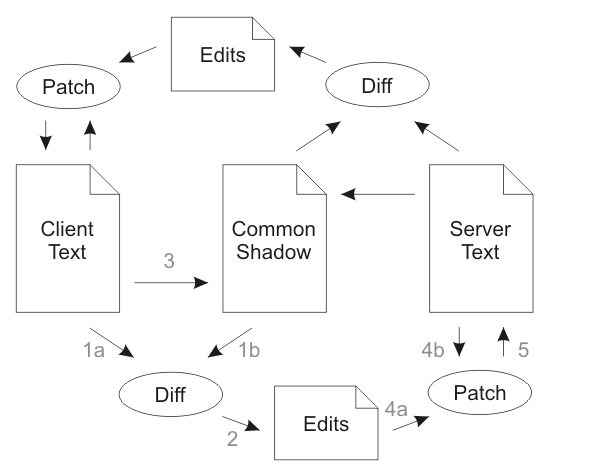 Edits
Patch
Diff
Client
Text
Common
Shadow
Server
Text
3
1a
1b
4b
5
Diff
Patch
2
Edits
4a